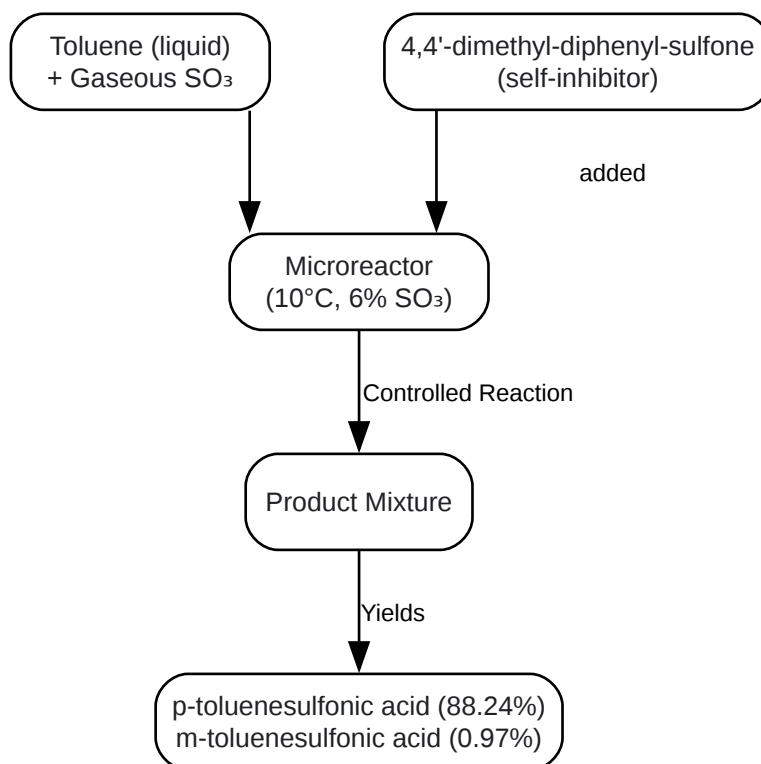 Toluene (liquid)
+ Gaseous SO₃
4,4'-dimethyl-diphenyl-sulfone
(self-inhibitor)
added
Microreactor
(10°C, 6% SO₃)
Controlled Reaction
Product Mixture
Yields
p-toluenesulfonic acid (88.24%)
m-toluenesulfonic acid (0.97%)